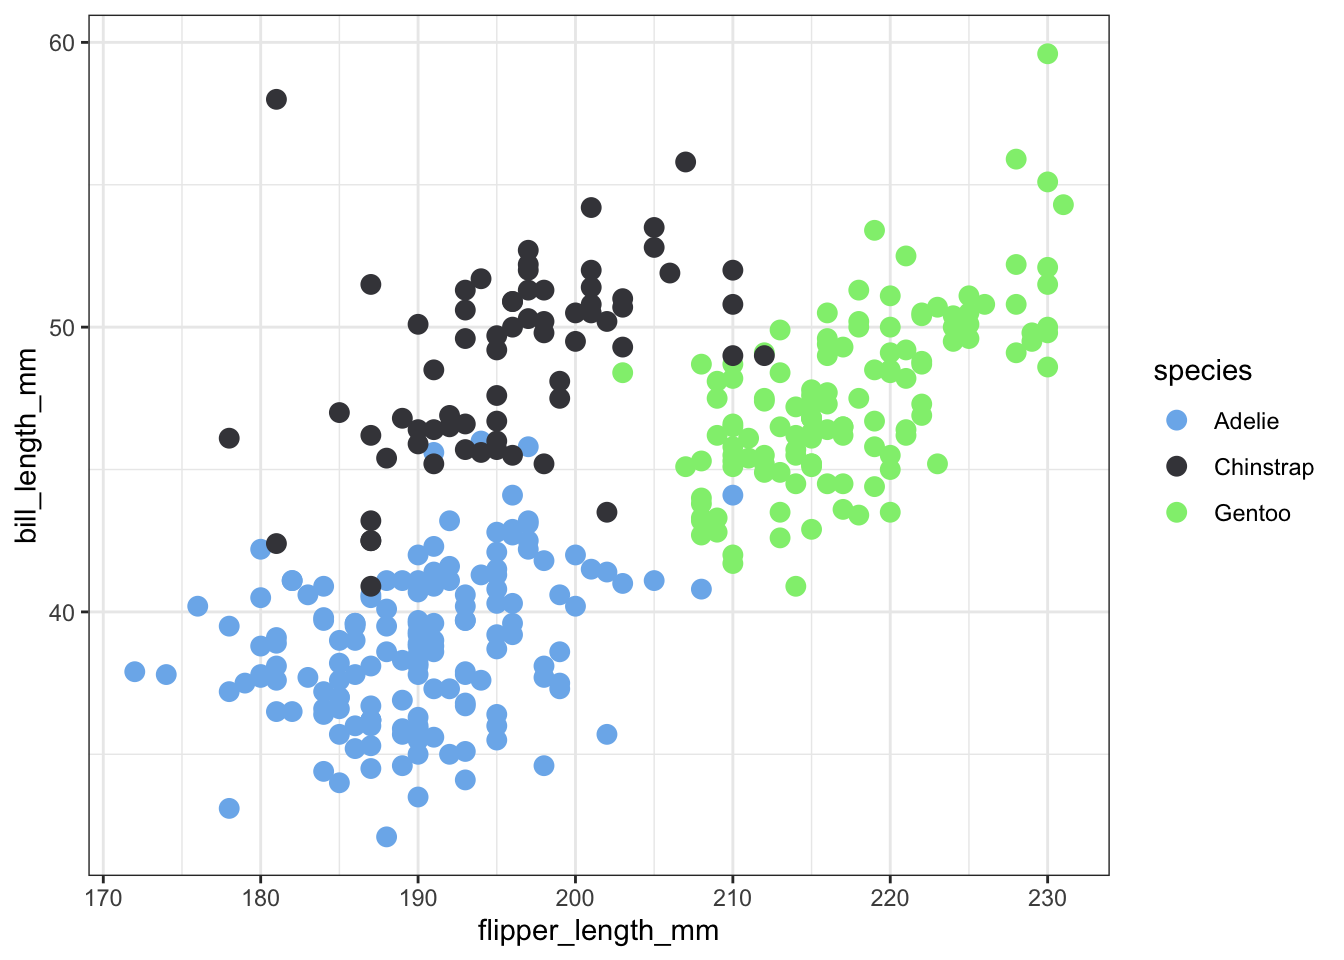 60
50
40
bill_length_mm
170 180 190 200 210 220 230
flipper_length_mm
species
Adelie
Chinstrap
Gentoo